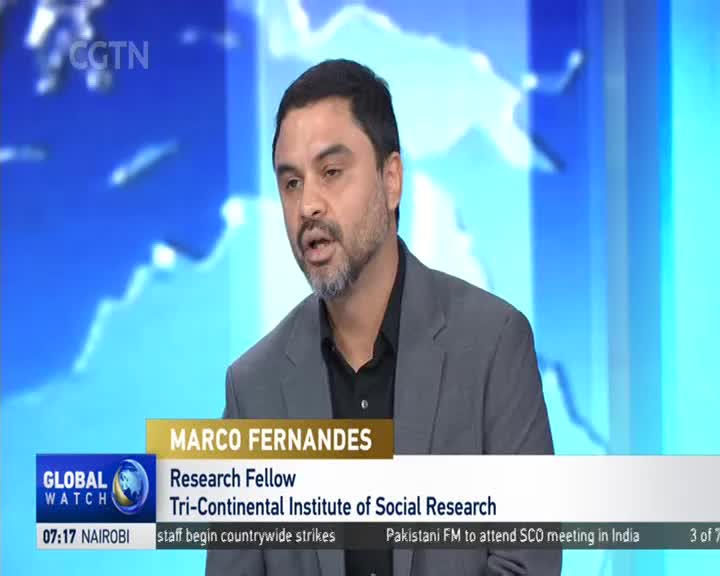 CGTN
MARCO FERNANDES
GLOBAL WATCH
Research Fellow
Tri-Continental Institute of Social Research
07:17 NAIROBI
staff begin countrywide strikes
Pakistani FM to attend SCO meeting in India
3 of 7